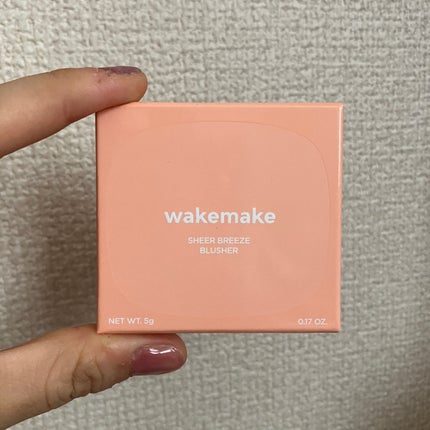 wakemake
SHEER BREEZE
BLUSHER
NET WT. 5g
0.17 OZ.